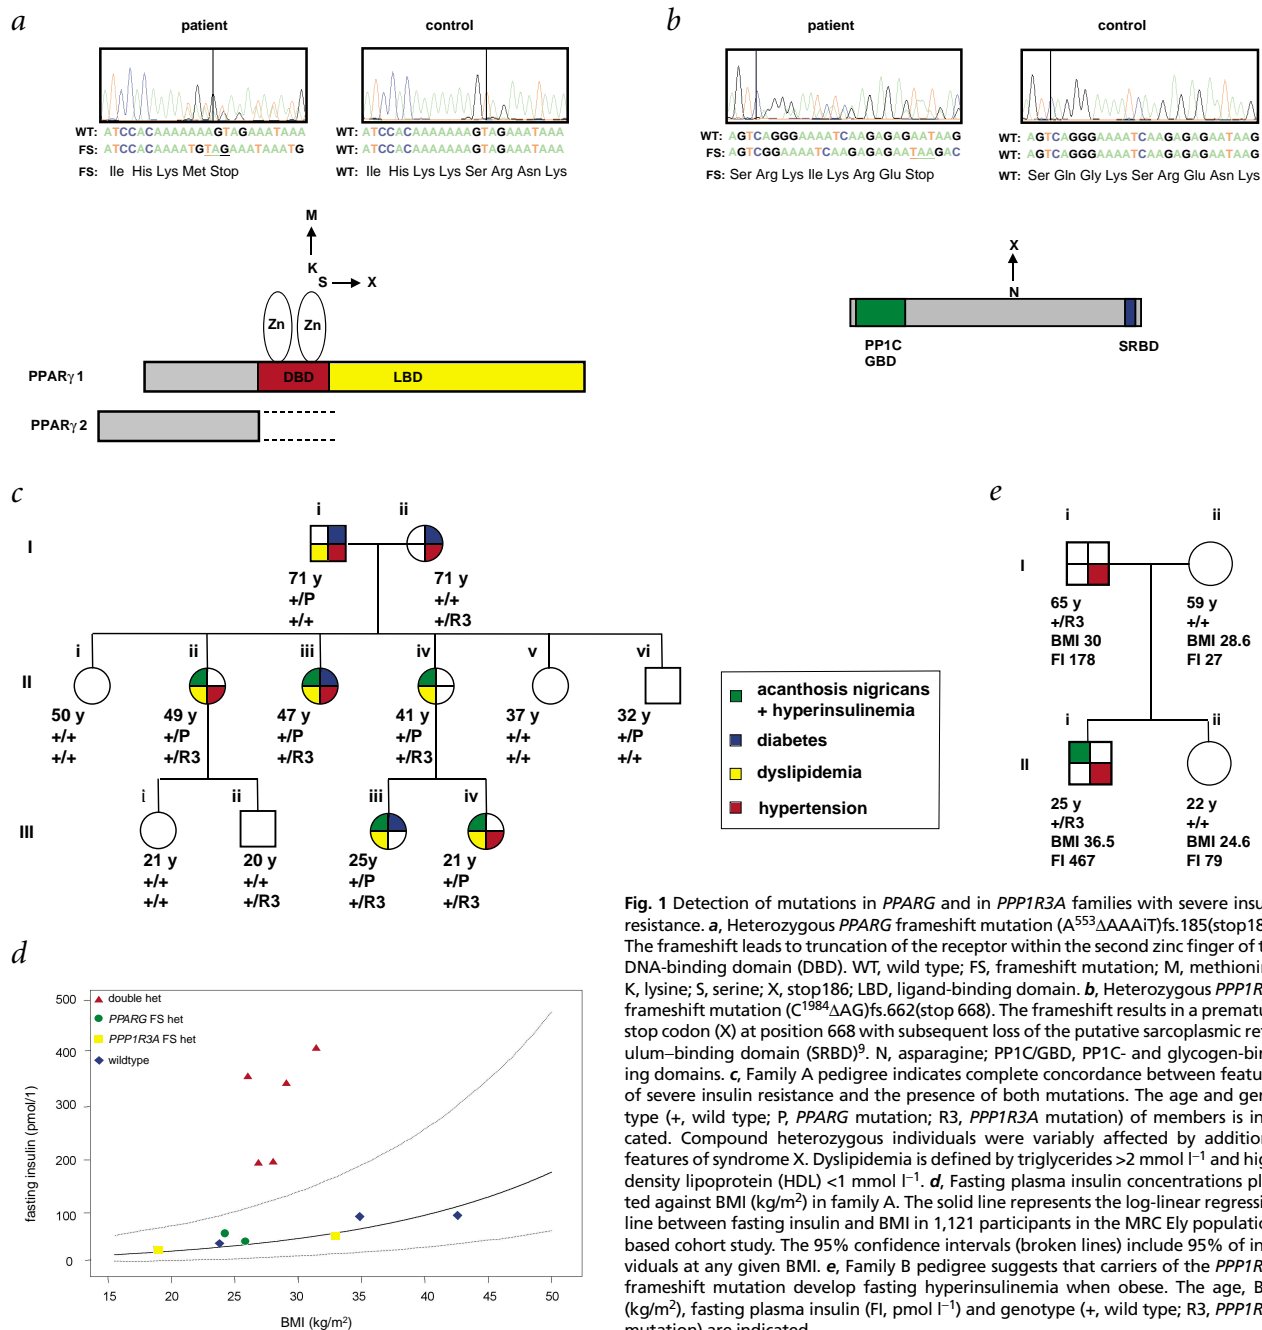 a
patient
control
WT: ATCCACAAAAAAAGTAGAAATAAA
FS: ATCCACAAAATGTAGAAATAAATG
FS: Ile His Lys Met Stop
WT: ATCCACAAAAAAAGTAGAAATAAA
WT: ATCCACAAAAAAAGTAGAAATAAA
WT: Ile His Lys Lys Ser Arg Asn Lys
M
K
S X
Zn Zn
PPARγ1 DBD LBD
PPARγ2
b
patient
control
WT: AGTCAGGGAAAATCAAGAGAGAATAAG
FS: AGTCGGAAAATCAAGAGAGAATAAGAC
FS: Ser Arg Lys Ile Lys Arg Glu Stop
WT: AGTCAGGGAAAATCAAGAGAGAATAAG
WT: AGTCAGGGAAAATCAAGAGAGAATAAG
WT: Ser Gln Gly Lys Ser Arg Glu Asn Lys
X
N
PP1C
GBD
SRBD
c
i ii
I
71 y
+/P
+/+
71 y
+/+
+/R3
i ii iii iv v vi
II
50 y
+/+
+/+
49 y
+/P
+/R3
47 y
+/P
+/R3
41 y
+/P
+/R3
37 y
+/+
+/+
32 y
+/P
+/+
i ii iii iv
III
21 y
+/+
+/+
20 y
+/+
+/R3
25y
+/P
+/R3
21 y
+/P
+/R3
acanthosis nigricans
+ hyperinsulinemia
diabetes
dyslipidemia
hypertension
e
i ii
I
65 y
+/R3
BMI 30
FI 178
59 y
+/+
BMI 28.6
FI 27
i ii
II
25 y
+/R3
BMI 36.5
FI 467
22 y
+/+
BMI 24.6
FI 79
d
double het
PPARG FS het
PPP1R3A FS het
wildtype
500
400
300
200
100
0
fasting insulin (pmol/1)
15 20 25 30 35 40 45 50
BMI (kg/m²)
Fig. 1 Detection of mutations in PPARG and in PPP1R3A families with severe insu
resistance. a, Heterozygous PPARG frameshift mutation (A⁵⁵³ΔAAAiT)fs.185(stop18
The frameshift leads to truncation of the receptor within the second zinc finger of t
DNA-binding domain (DBD). WT, wild type; FS, frameshift mutation; M, methionin
K, lysine; S, serine; X, stop186; LBD, ligand-binding domain. b, Heterozygous PPP1R
frameshift mutation (C¹⁹⁸⁴ΔAG)fs.662(stop 668). The frameshift results in a prematu
stop codon (X) at position 668 with subsequent loss of the putative sarcoplasmic ret
ulum–binding domain (SRBD)⁹. N, asparagine; PP1C/GBD, PP1C- and glycogen-bin
ing domains. c, Family A pedigree indicates complete concordance between featur
of severe insulin resistance and the presence of both mutations. The age and gen
type (+, wild type; P, PPARG mutation; R3, PPP1R3A mutation) of members is in
cated. Compound heterozygous individuals were variably affected by addition
features of syndrome X. Dyslipidemia is defined by triglycerides >2 mmol l⁻¹ and hig
density lipoprotein (HDL) <1 mmol l⁻¹. d, Fasting plasma insulin concentrations pl
ted against BMI (kg/m²) in family A. The solid line represents the log-linear regressi
line between fasting insulin and BMI in 1,121 participants in the MRC Ely populatio
based cohort study. The 95% confidence intervals (broken lines) include 95% of in
viduals at any given BMI. e, Family B pedigree suggests that carriers of the PPP1R
frameshift mutation develop fasting hyperinsulinemia when obese. The age, B
(kg/m²), fasting plasma insulin (FI, pmol l⁻¹) and genotype (+, wild type; R3, PPP1R
mutation) are indicated